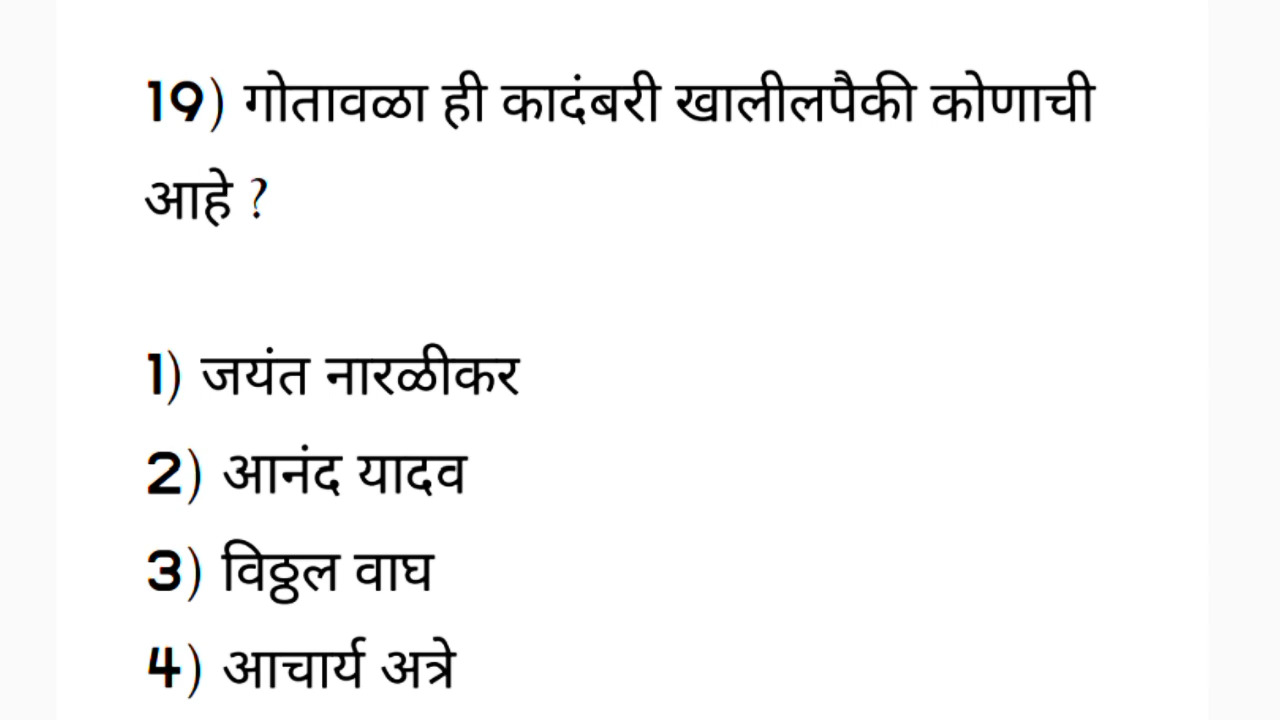 19) गोतावळा ही कादंबरी खालीलपैकी कोणाची
आहे ?
1) जयंत नारळीकर
2) आनंद यादव
3) विठ्ठल वाघ
4) आचार्य अत्रे